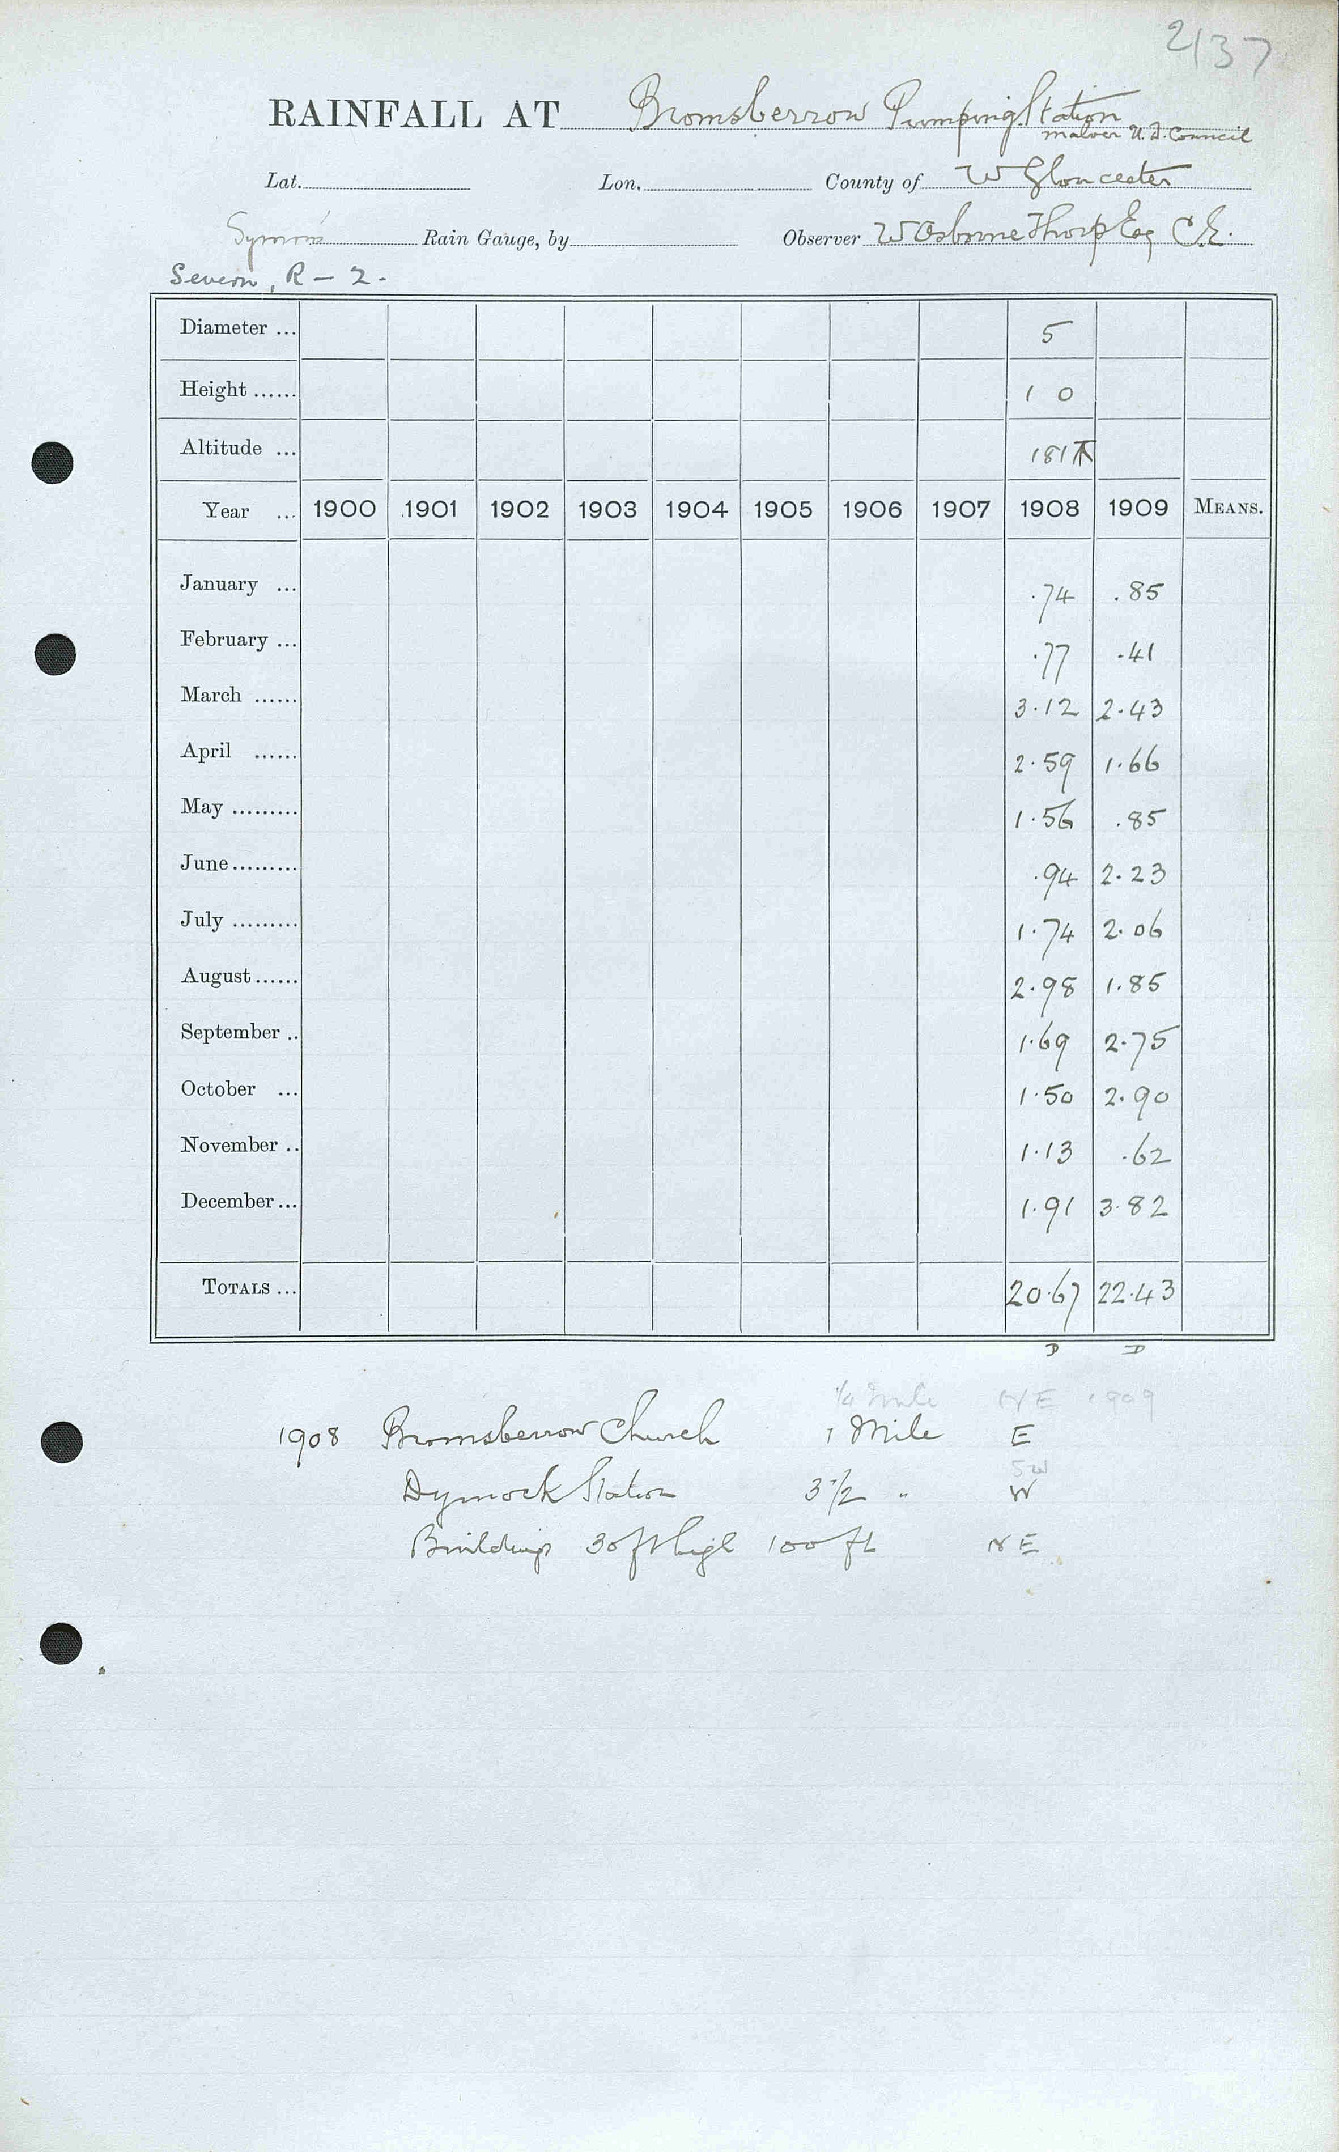 2137
RAINFALL AT Bromsberrow Pumping Station
Malvern U. D. Council
Lat. Lon. County of W Gloucester
Symons' Rain Gauge, by Observer W Osborne Thorp Esq C.E.
Severn, R – 2 .
Diameter ... 5
Height ...... 1 0
Altitude ... 181
Year ... 1900 1901 1902 1903 1904 1905 1906 1907 1908 1909 MEANS.
January ... .74 .85
February ... .77 .41
March ...... 3.12 2.43
April ...... 2.59 1.66
May ......... 1.56 .85
June......... .94 2.23
July ......... 1.74 2.06
August...... 2.98 1.85
September .. 1.69 2.75
October ... 1.50 2.90
November .. 1.13 .62
December... 1.91 3.82
TOTALS ... 20.67 22.43
D D
1/4 mile NE 1909
1908 Bromsberrow Church 1 Mile E
SW
Dymock Station 3 1/2 " W
Buildings 30 ft high 100 ft NE